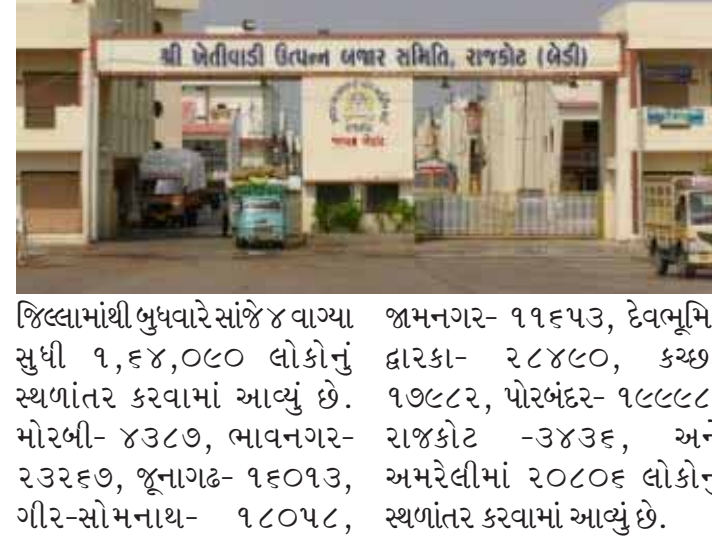 શ્રી ખેતીવાડી ઉત્પન્ન બજાર સમિતિ, રાજકોટ (બેડી)
જિલ્લામાંથી બુધવારે સાંજે ૪ વાગ્યા
સુધી ૧,૬૪,૦૯૦ લોકોનું
સ્થળાંતર કરવામાં આવ્યું છે.
મોરબી- ૪૩૮૭, ભાવનગર-
૨૩૨૬૭, જૂનાગઢ- ૧૬૦૧૩,
ગીર-સોમનાથ- ૧૮૦૫૮,
જામનગર- ૧૧૬૫૩, દેવભૂમિ
દ્વારકા- ૨૮૪૯૦, કચ્છ
૧૭૯૮૨, પોરબંદર- ૧૯૯૯૮
રાજકોટ -૩૪૩૬, અને
અમરેલીમાં ૨૦૮૦૬ લોકોનુ
સ્થળાંતર કરવામાં આવ્યું છે.